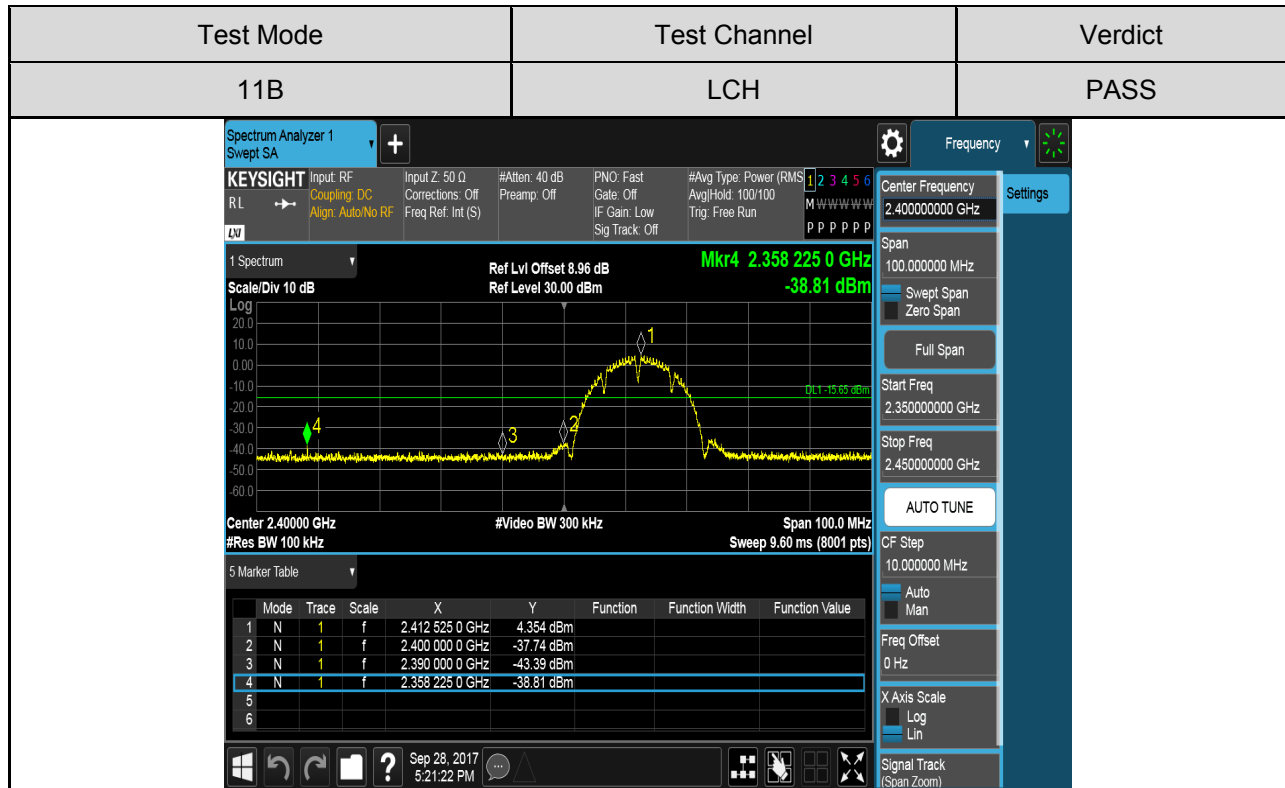 Test Mode Test Channel Verdict
11B LCH PASS
Spectrum Analyzer 1
Swept SA
+
Frequency
KEYSIGHT Input: RF Input Z: 50 Ω #Atten: 40 dB PNO: Fast #Avg Type: Power (RMS 1 2 3 4 5 6
RL Coupling: DC Corrections: Off Preamp: Off Gate: Off Avg|Hold: 100/100 M W W W W W
Align: Auto/No RF Freq Ref: Int (S) IF Gain: Low Trig: Free Run
LXI Sig Track: Off P P P P P P
1 Spectrum
Ref Lvl Offset 8.96 dB Mkr4 2.358 225 0 GHz
Scale/Div 10 dB Ref Level 30.00 dBm -38.81 dBm
Log
20.0
10.0
0.00
-10.0
-20.0
-30.0
-40.0
-50.0
-60.0
1
DL1 -15.65 dBm
4 3 2
Center 2.40000 GHz #Video BW 300 kHz Span 100.0 MHz
#Res BW 100 kHz Sweep 9.60 ms (8001 pts)
5 Marker Table
Mode Trace Scale X Y Function Function Width Function Value
1 N 1 f 2.412 525 0 GHz 4.354 dBm
2 N 1 f 2.400 000 0 GHz -37.74 dBm
3 N 1 f 2.390 000 0 GHz -43.39 dBm
4 N 1 f 2.358 225 0 GHz -38.81 dBm
5
6
? Sep 28, 2017
5:21:22 PM
Center Frequency
2.400000000 GHz
Settings
Span
100.000000 MHz
Swept Span
Zero Span
Full Span
Start Freq
2.350000000 GHz
Stop Freq
2.450000000 GHz
AUTO TUNE
CF Step
10.000000 MHz
Auto
Man
Freq Offset
0 Hz
X Axis Scale
Log
Lin
Signal Track
(Span Zoom)